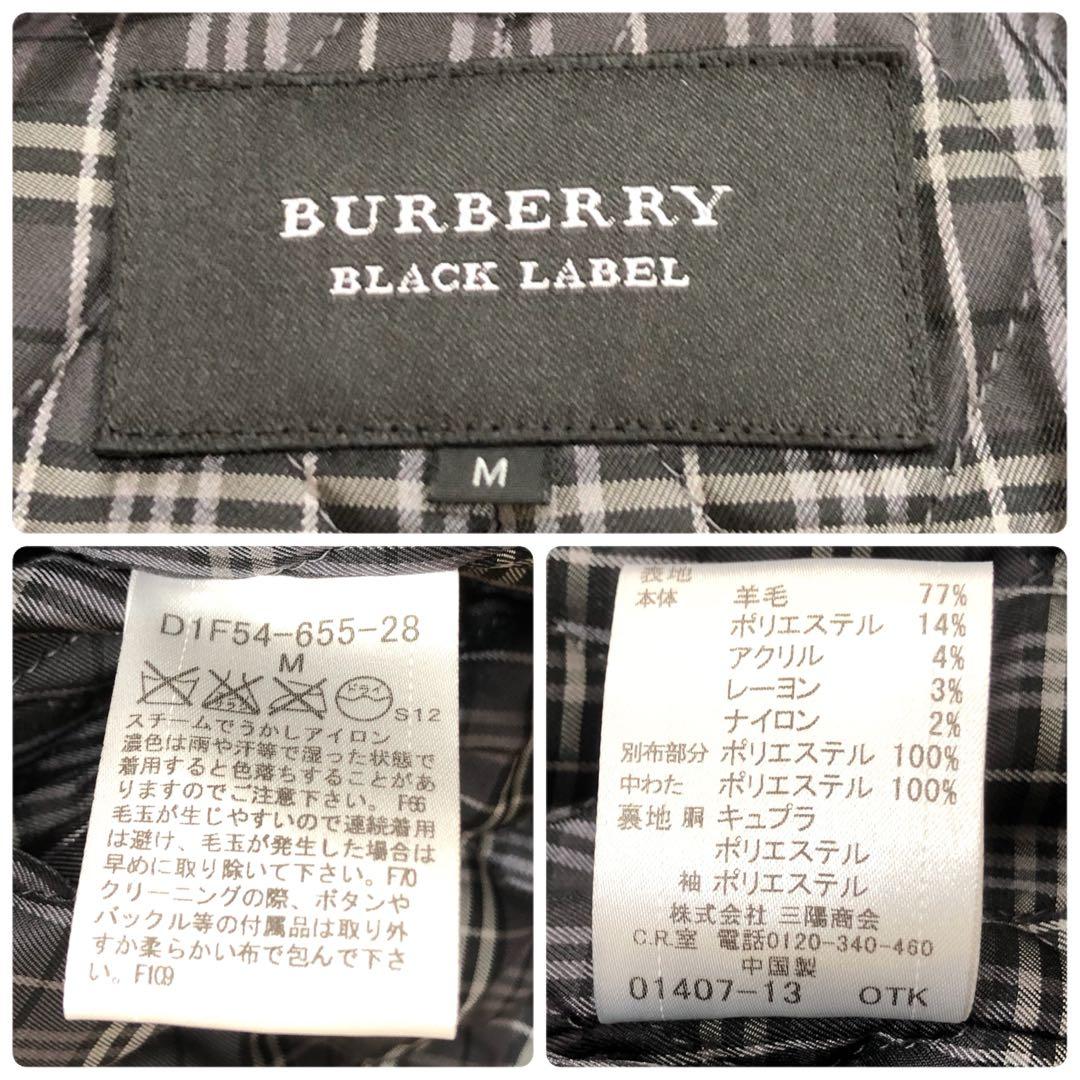 BURBERRY
BLACK LABEL
M
D1F54-655-28
M
ドライ
S12
スチームでうかしアイロン
濃色は雨や汗等で湿った状態で
着用すると色落ちすることがあ
りますのでご注意下さい。F66
毛玉が生じやすいので連続着用
は避け、毛玉が発生した場合は
早めに取り除いて下さい。F70
クリーニングの際、ボタンや
バックル等の付属品は取り外
すか柔らかい布で包んで下さ
い。F109
表地
本体 羊毛 77%
ポリエステル 14%
アクリル 4%
レーヨン 3%
ナイロン 2%
別布部分 ポリエステル 100%
中わた ポリエステル 100%
裏地 胴 キュプラ
ポリエステル
袖 ポリエステル
株式会社 三陽商会
C.R.室 電話0120-340-460
中国製
01407-13 OTK